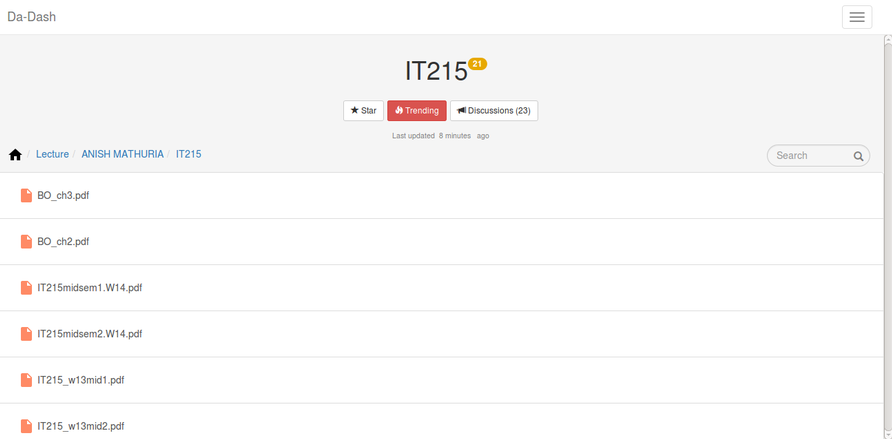 Da-Dash
IT215 21
Star Trending Discussions (23)
Last updated 8 minutes ago
/ Lecture / ANISH MATHURIA / IT215 Search
BO_ch3.pdf
BO_ch2.pdf
IT215midsem1.W14.pdf
IT215midsem2.W14.pdf
IT215_w13mid1.pdf
IT215_w13mid2.pdf